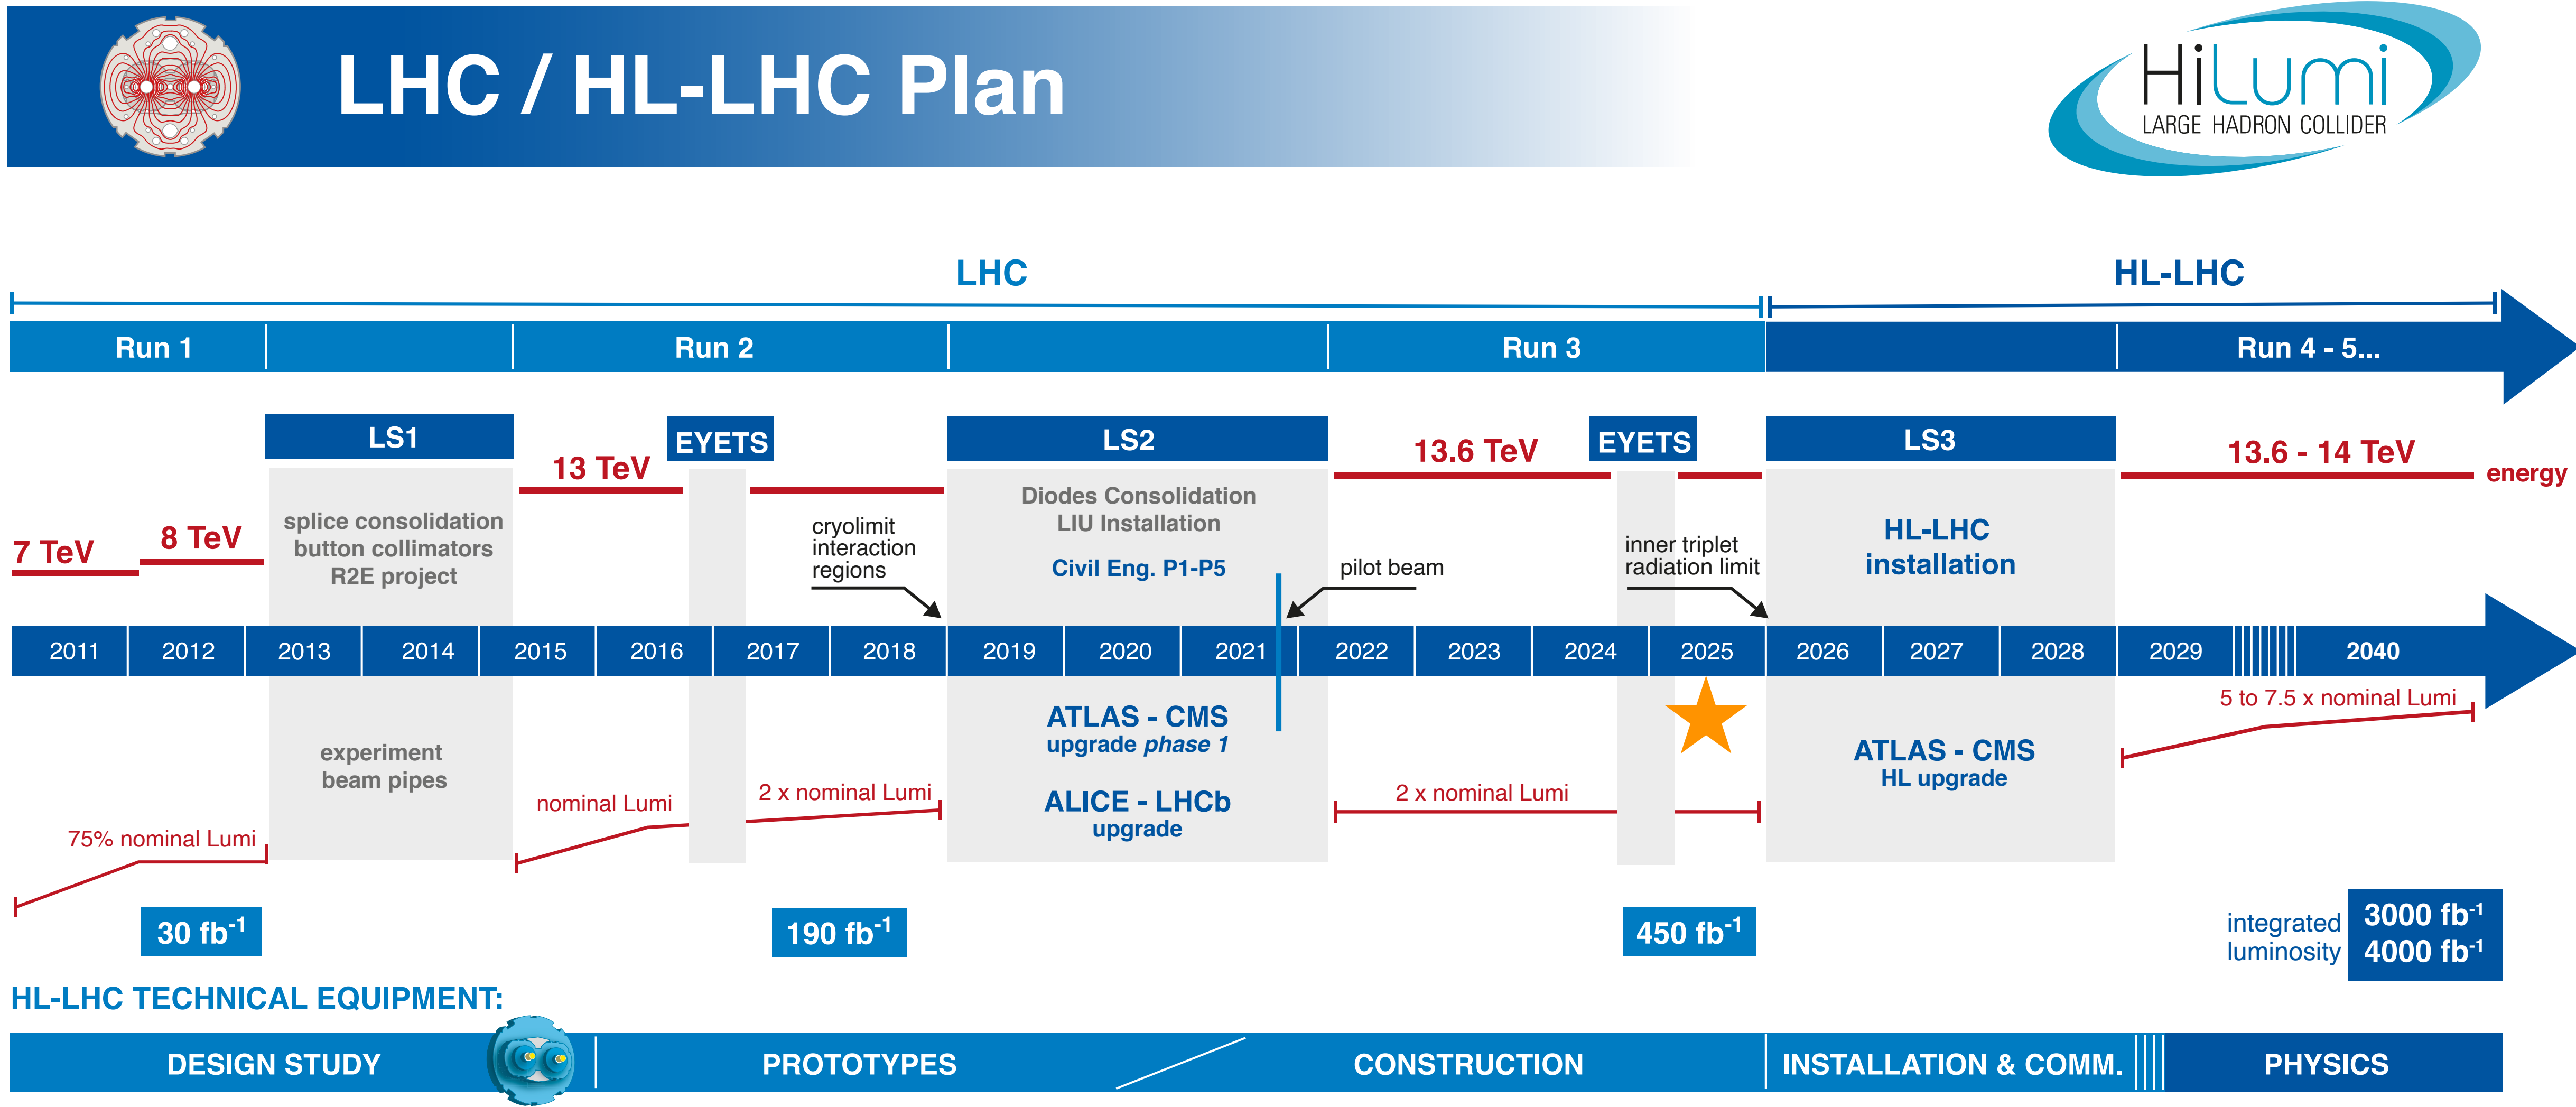 LHC / HL-LHC Plan
HiLumi
LARGE HADRON COLLIDER
LHC
HL-LHC
Run 1
Run 2
Run 3
Run 4 - 5...
LS1
EYETS
LS2
EYETS
LS3
13 TeV
13.6 TeV
13.6 - 14 TeV
energy
7 TeV
8 TeV
splice consolidation
button collimators
R2E project
cryolimit
interaction
regions
Diodes Consolidation
LIU Installation
Civil Eng. P1-P5
pilot beam
inner triplet
radiation limit
HL-LHC
installation
2011
2012
2013
2014
2015
2016
2017
2018
2019
2020
2021
2022
2023
2024
2025
2026
2027
2028
2029
2040
experiment
beam pipes
ATLAS - CMS
upgrade phase 1
ALICE - LHCb
upgrade
ATLAS - CMS
HL upgrade
5 to 7.5 x nominal Lumi
75% nominal Lumi
nominal Lumi
2 x nominal Lumi
2 x nominal Lumi
30 fb-1
190 fb-1
450 fb-1
integrated
luminosity
3000 fb-1
4000 fb-1
HL-LHC TECHNICAL EQUIPMENT:
DESIGN STUDY
PROTOTYPES
CONSTRUCTION
INSTALLATION & COMM.
PHYSICS